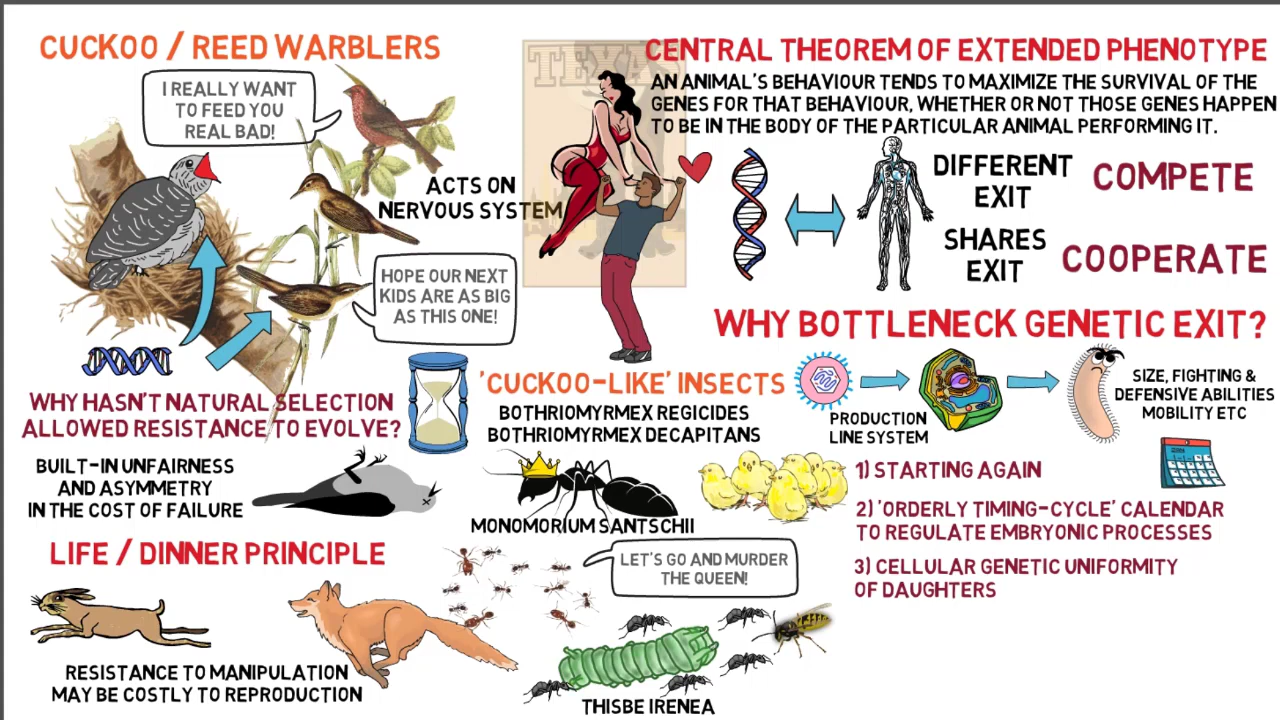 CUCKOO / REED WARBLERS
I REALLY WANT
TO FEED YOU
REAL BAD!
ACTS ON
NERVOUS SYSTEM
HOPE OUR NEXT
KIDS ARE AS BIG
AS THIS ONE!
WHY HASN'T NATURAL SELECTION
ALLOWED RESISTANCE TO EVOLVE?
BUILT-IN UNFAIRNESS
AND ASYMMETRY
IN THE COST OF FAILURE
LIFE / DINNER PRINCIPLE
RESISTANCE TO MANIPULATION
MAY BE COSTLY TO REPRODUCTION
'CUCKOO-LIKE' INSECTS
BOTHRIOMYRMEX REGICIDES
BOTHRIOMYRMEX DECAPITANS
MONOMORIUM SANTSCHII
LET'S GO AND MURDER
THE QUEEN!
THISBE IRENEA
CENTRAL THEOREM OF EXTENDED PHENOTYPE
AN ANIMAL'S BEHAVIOUR TENDS TO MAXIMIZE THE SURVIVAL OF THE
GENES FOR THAT BEHAVIOUR, WHETHER OR NOT THOSE GENES HAPPEN
TO BE IN THE BODY OF THE PARTICULAR ANIMAL PERFORMING IT.
DIFFERENT
EXIT
COMPETE
SHARES
EXIT
COOPERATE
WHY BOTTLENECK GENETIC EXIT?
PRODUCTION
LINE SYSTEM
SIZE, FIGHTING &
DEFENSIVE ABILITIES
MOBILITY ETC
1) STARTING AGAIN
2) 'ORDERLY TIMING-CYCLE' CALENDAR
TO REGULATE EMBRYONIC PROCESSES
3) CELLULAR GENETIC UNIFORMITY
OF DAUGHTERS